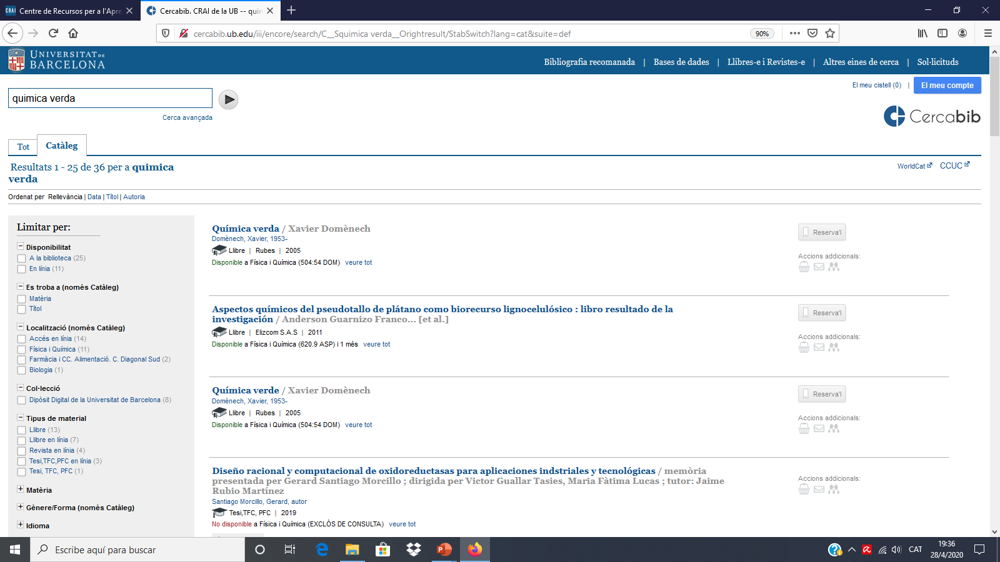 Centre de Recursos per a l'Apre
Cercabib. CRAI de la UB -- quim
cercabib.ub.edu/iii/encore/search/C__Squimica verda__Orightresult/StabSwitch?lang=cat&suite=def
90%
UNIVERSITAT DE
BARCELONA
Bibliografia recomanada | Bases de dades | Llibres-e i Revistes-e | Altres eines de cerca | Sol·licituds
El meu cistell (0) | El meu compte
quimica verda
Cerca avançada
Cercabib
Tot
Catàleg
Resultats 1 - 25 de 36 per a quimica
verda
WorldCat CCUC
Ordenat per Rellevància | Data | Títol | Autoria
Limitar per:
Disponibilitat
A la biblioteca (25)
En línia (11)
Es troba a (només Catàleg)
Matèria
Títol
Localització (només Catàleg)
Accés en línia (14)
Física i Química (11)
Farmàcia i CC. Alimentació. C. Diagonal Sud (2)
Biologia (1)
Col·lecció
Dipòsit Digital de la Universitat de Barcelona (8)
Tipus de material
Llibre (13)
Llibre en línia (7)
Revista en línia (4)
Tesi,TFC,PFC en línia (3)
Tesi, TFC, PFC (1)
Matèria
Gènere/Forma (només Catàleg)
Idioma
Química verda / Xavier Domènech
Domènech, Xavier, 1953-
Llibre | Rubes | 2005
Disponible a Física i Química (504:54 DOM) veure tot
Reserva'l
Accions addicionals:
Aspectos químicos del pseudotallo de plátano como biorecurso lignocelulósico : libro resultado de la
investigación / Anderson Guarnizo Franco... [et al.]
Llibre | Elizcom S.A.S | 2011
Disponible a Física i Química (620.9 ASP) i 1 més veure tot
Reserva'l
Accions addicionals:
Química verde / Xavier Domènech
Domènech, Xavier, 1953-
Llibre | Rubes | 2005
Disponible a Física i Química (504:54 DOM) veure tot
Reserva'l
Accions addicionals:
Diseño racional y computacional de oxidoreductasas para aplicaciones indstriales y tecnológicas / memòria
presentada per Gerard Santiago Morcillo ; dirigida per Victor Guallar Tasies, Maria Fàtima Lucas ; tutor: Jaime
Rubio Martínez
Santiago Morcillo, Gerard, autor
Tesi,TFC, PFC | 2019
No disponible a Física i Química (EXCLÒS DE CONSULTA) veure tot
Accions addicionals:
Escribe aquí para buscar
CAT
19:36
28/4/2020